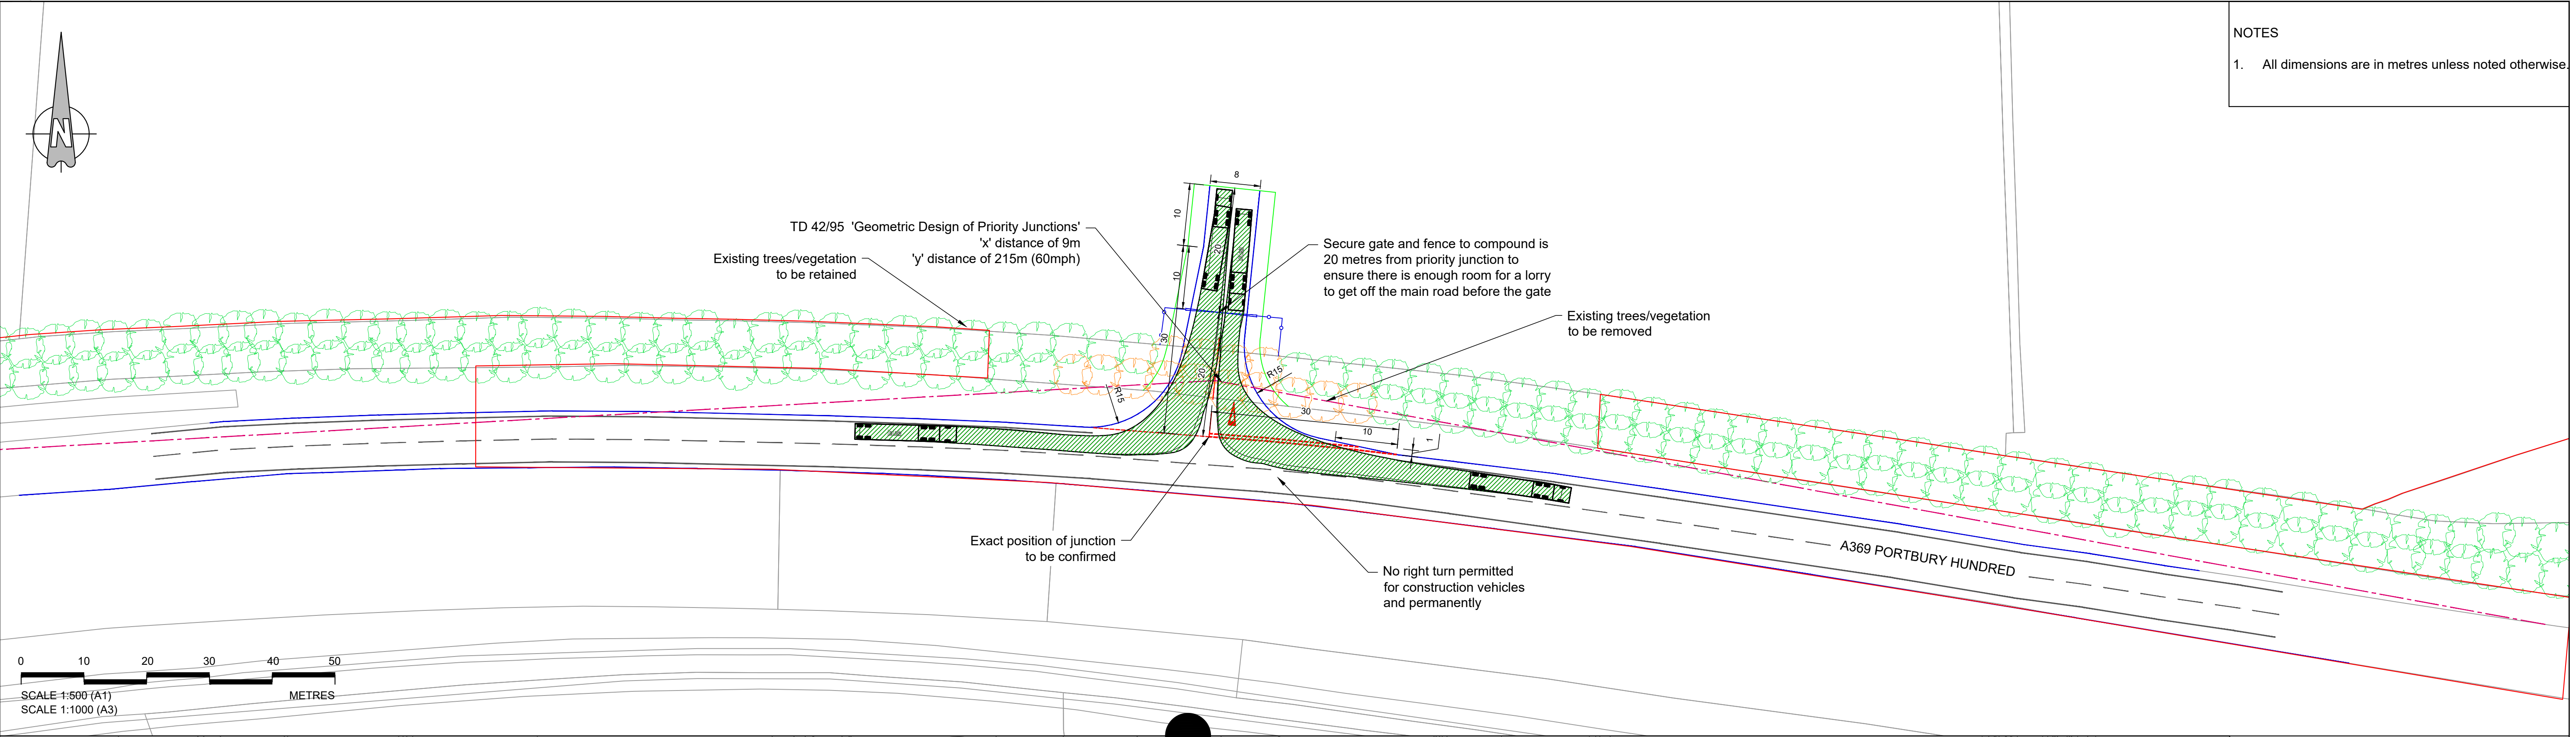 NOTES
1. All dimensions are in metres unless noted otherwise.
N
8
10
10
20
TD 42/95 'Geometric Design of Priority Junctions'
'x' distance of 9m
'y' distance of 215m (60mph)
Existing trees/vegetation
to be retained
Secure gate and fence to compound is
20 metres from priority junction to
ensure there is enough room for a lorry
to get off the main road before the gate
Existing trees/vegetation
to be removed
30
20
R15
R15
30
10
1
Exact position of junction
to be confirmed
No right turn permitted
for construction vehicles
and permanently
A369 PORTBURY HUNDRED
0 10 20 30 40 50
SCALE 1:500 (A1) METRES
SCALE 1:1000 (A3)